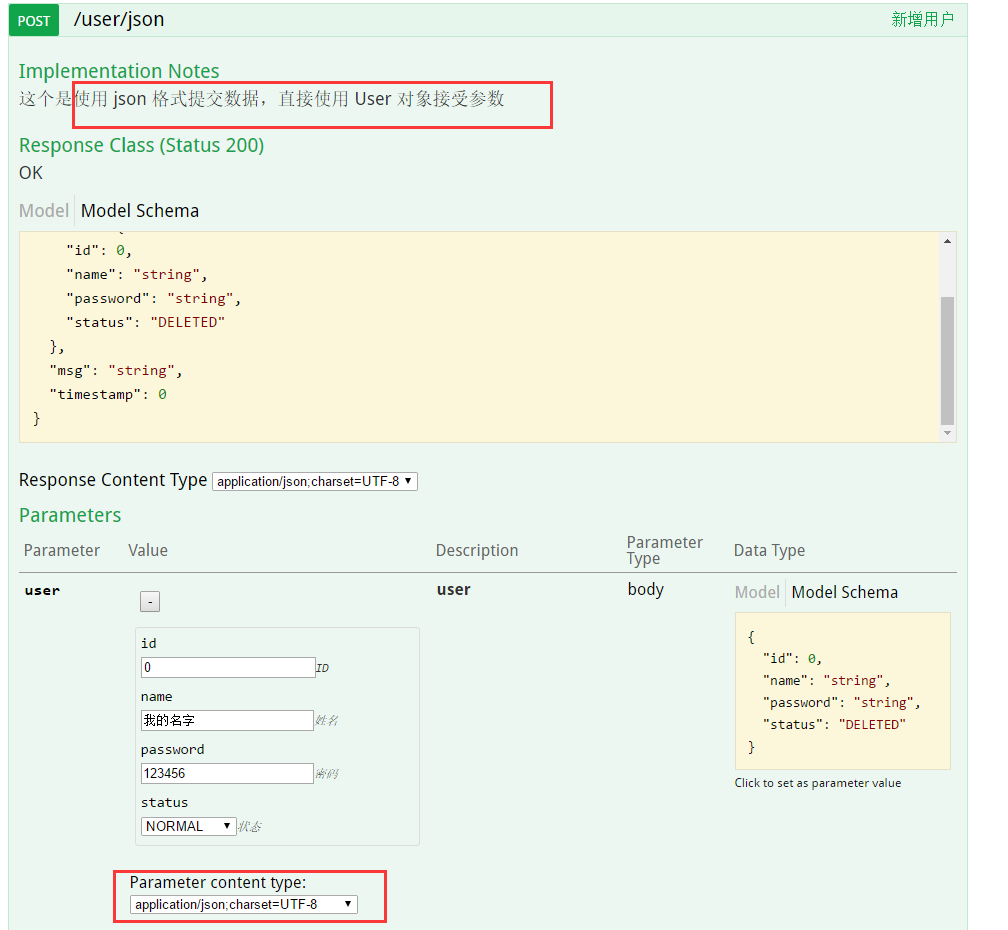 POST /user/json 新增用户
Implementation Notes
这个是使用 json 格式提交数据，直接使用 User 对象接受参数
Response Class (Status 200)
OK
Model Model Schema
"id": 0,
"name": "string",
"password": "string",
"status": "DELETED"
},
"msg": "string",
"timestamp": 0
}
Response Content Type application/json;charset=UTF-8
Parameters
Parameter Value Description Parameter Type Data Type
user - user body Model Model Schema
id
0 ID
name
我的名字 姓名
password
123456 密码
status
NORMAL 状态
{
"id": 0,
"name": "string",
"password": "string",
"status": "DELETED"
}
Click to set as parameter value
Parameter content type:
application/json;charset=UTF-8